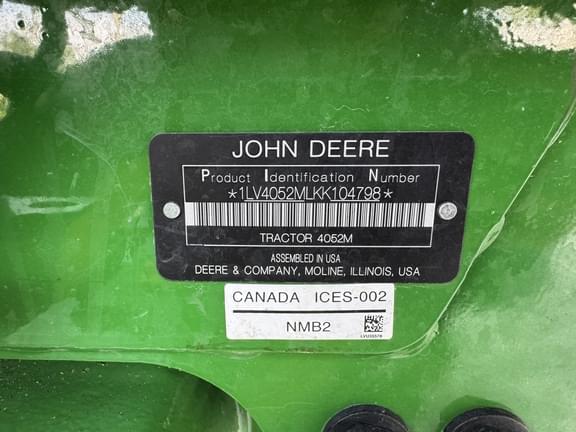 JOHN DEERE
Product Identification Number
*1LV4052MLKK104798*
TRACTOR 4052M
ASSEMBLED IN USA
DEERE & COMPANY, MOLINE, ILLINOIS, USA
CANADA ICES-002
NMB2